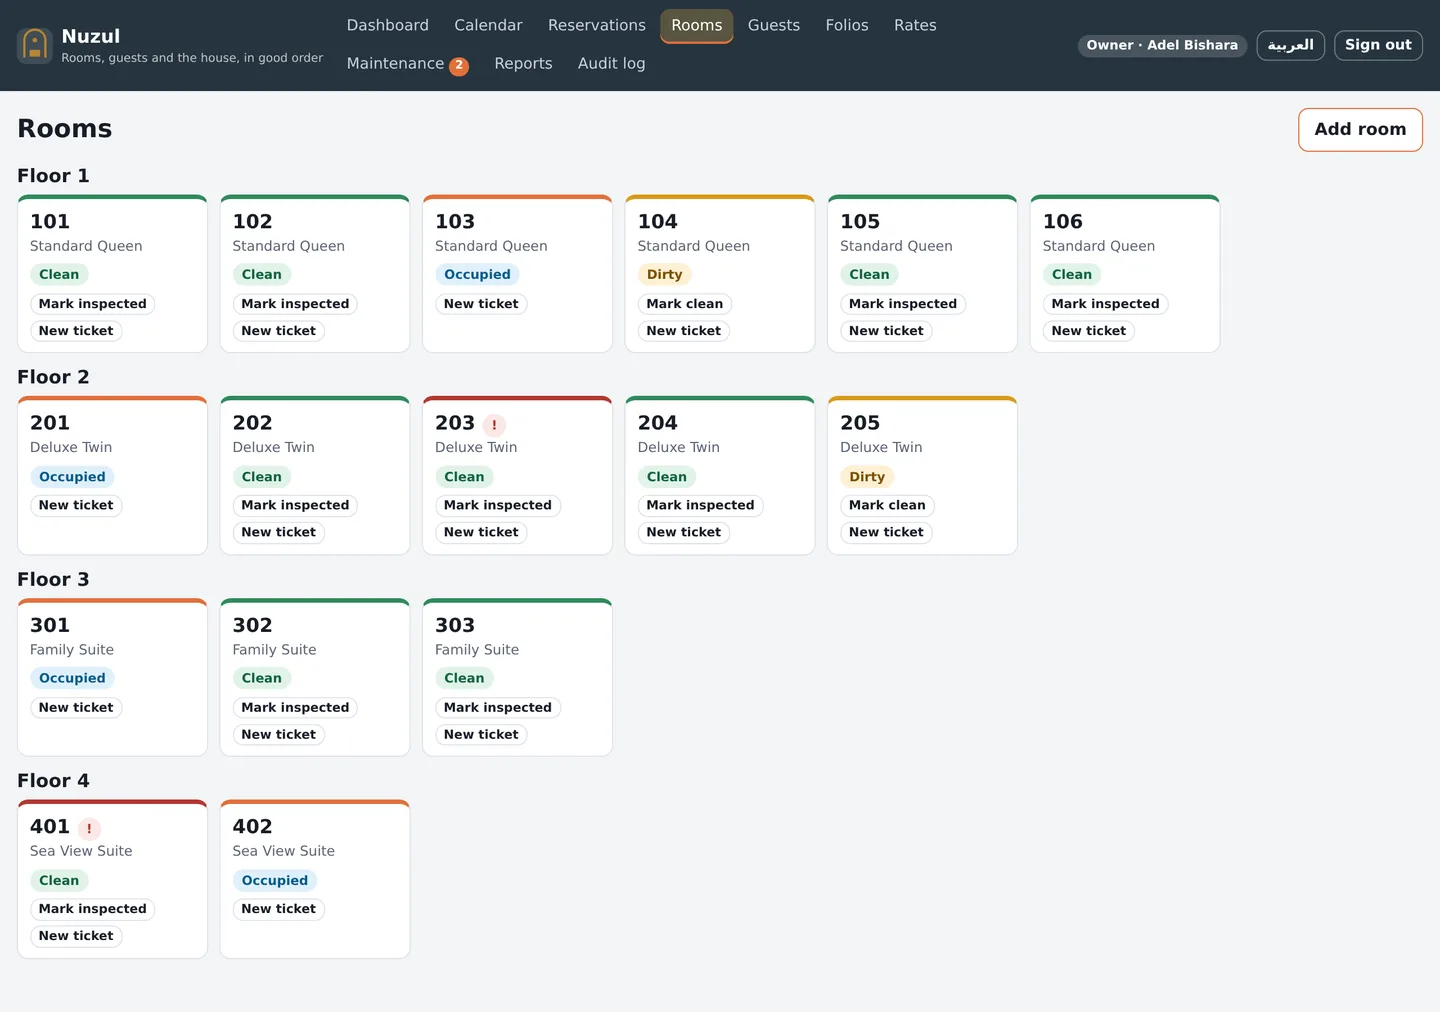 Nuzul
Rooms, guests and the house, in good order
Dashboard Calendar Reservations Rooms Guests Folios Rates
Maintenance 2 Reports Audit log
Owner · Adel Bishara العربية Sign out
Rooms
Add room
Floor 1
101 102 103 104 105 106
Standard Queen Standard Queen Standard Queen Standard Queen Standard Queen Standard Queen
Clean Clean Occupied Dirty Clean Clean
Mark inspected Mark inspected New ticket Mark clean Mark inspected Mark inspected
New ticket New ticket New ticket New ticket New ticket
Floor 2
201 202 203 ! 204 205
Deluxe Twin Deluxe Twin Deluxe Twin Deluxe Twin Deluxe Twin
Occupied Clean Clean Clean Dirty
New ticket Mark inspected Mark inspected Mark inspected Mark clean
New ticket New ticket New ticket New ticket
Floor 3
301 302 303
Family Suite Family Suite Family Suite
Occupied Clean Clean
New ticket Mark inspected Mark inspected
New ticket New ticket
Floor 4
401 ! 402
Sea View Suite Sea View Suite
Clean Occupied
Mark inspected New ticket
New ticket